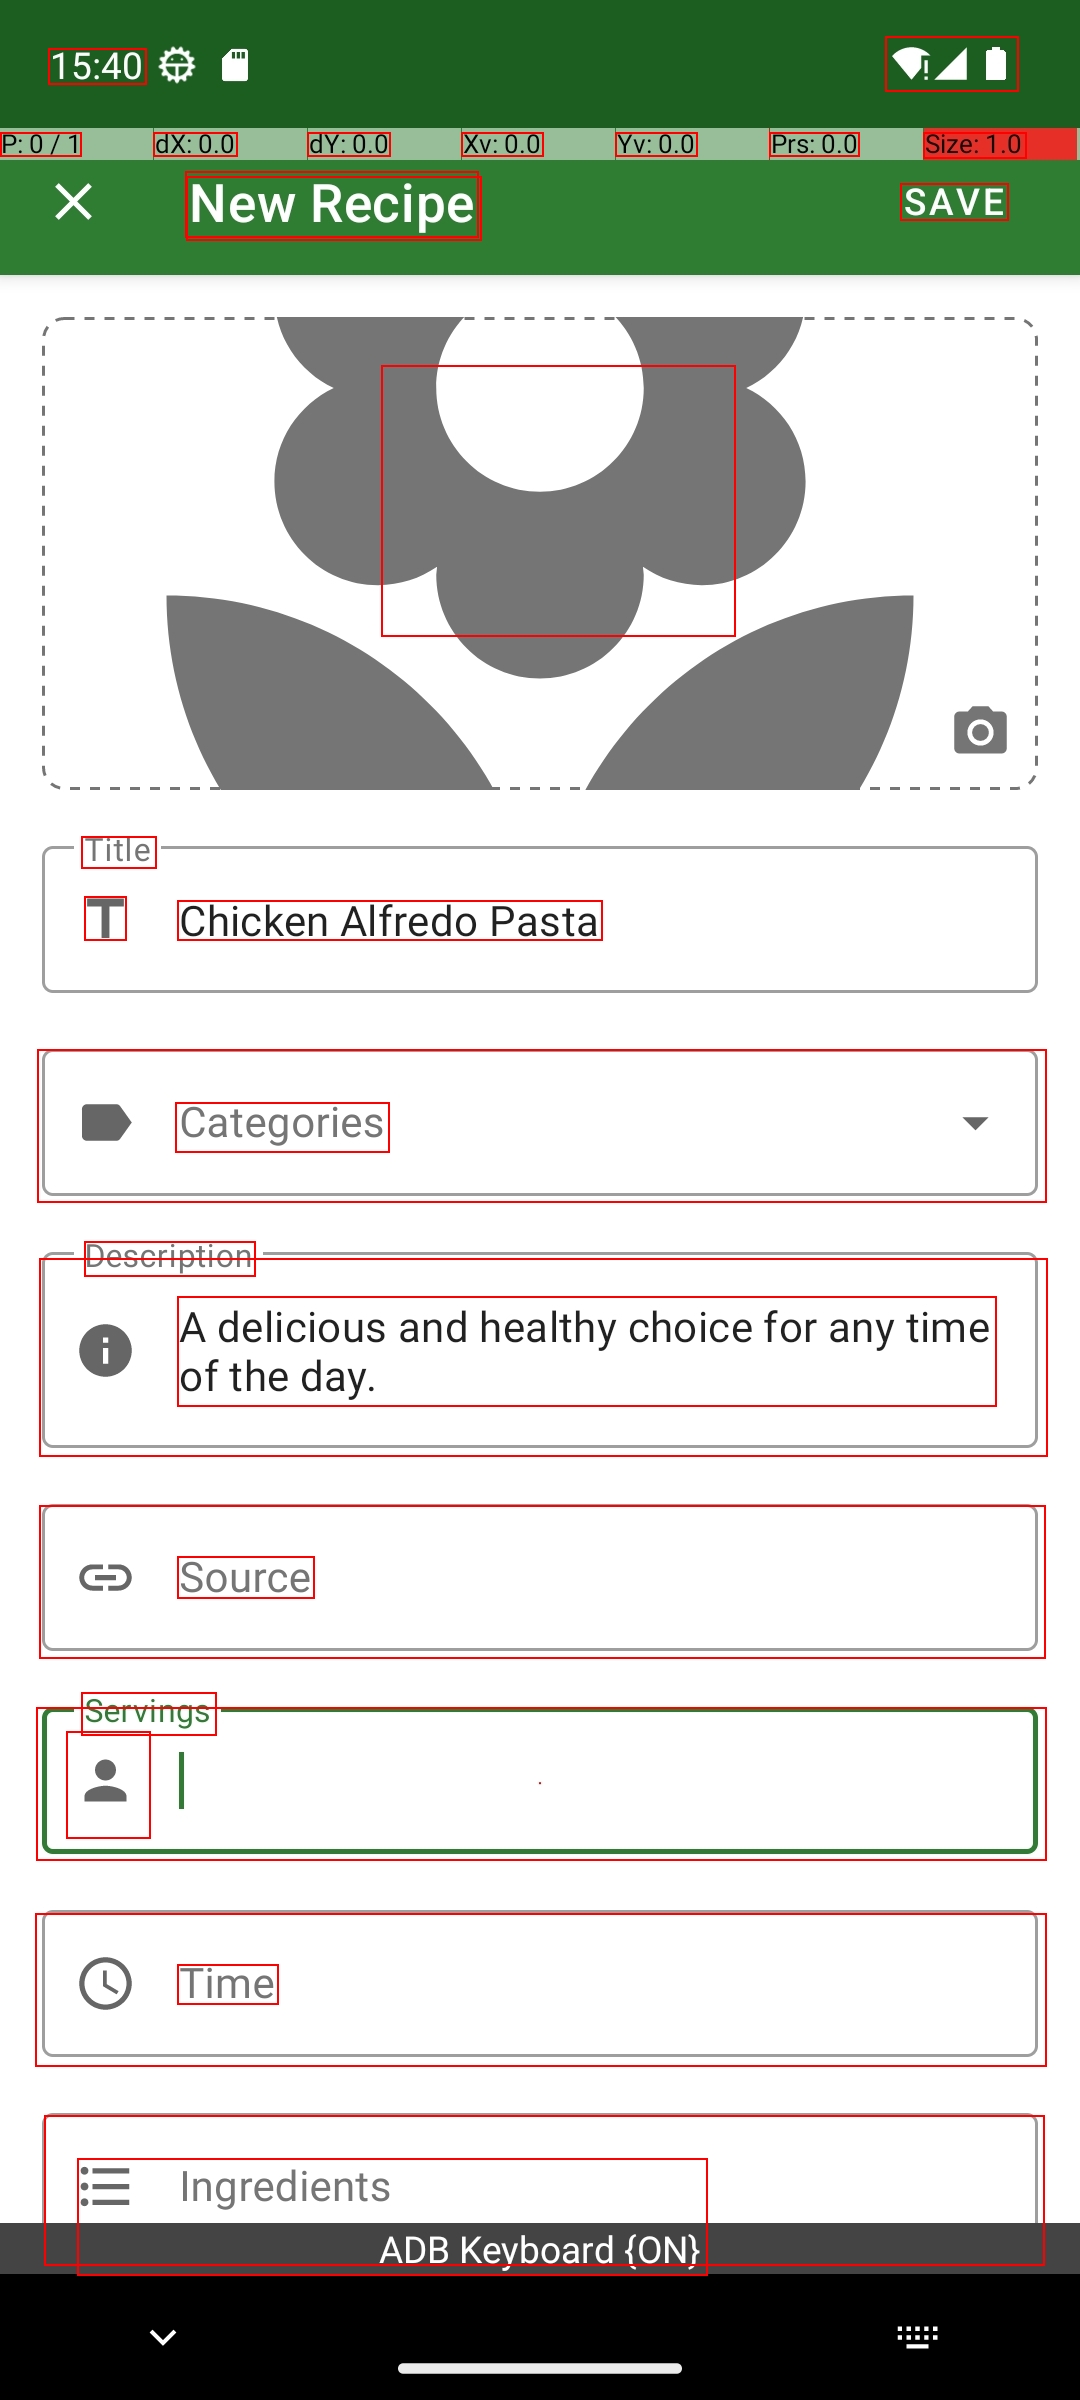 15:40
P: 0 / 1 dX: 0.0 dY: 0.0 Xv: 0.0 Yv: 0.0 Prs: 0.0 Size: 1.0
New Recipe SAVE
Title
Chicken Alfredo Pasta
Categories
Description
A delicious and healthy choice for any time
of the day.
Source
Servings
Time
Ingredients
ADB Keyboard {ON}